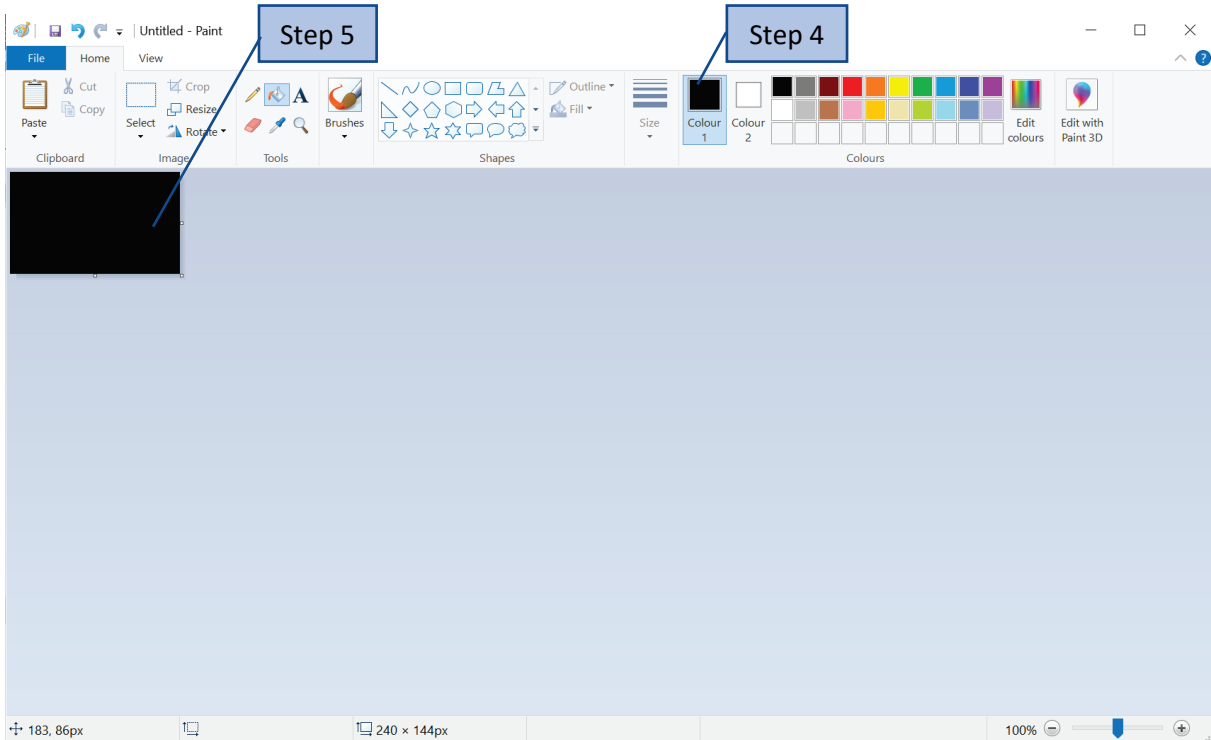 Untitled - Paint
Step 5
Step 4
File Home View
Paste
Cut
Copy
Clipboard
Select
Crop
Resize
Rotate
Image
A
Tools
Brushes
Shapes
Outline
Fill
Size
Colour 1
Colour 2
Colours
Edit colours
Edit with Paint 3D
?
183, 86px
240 × 144px
100%